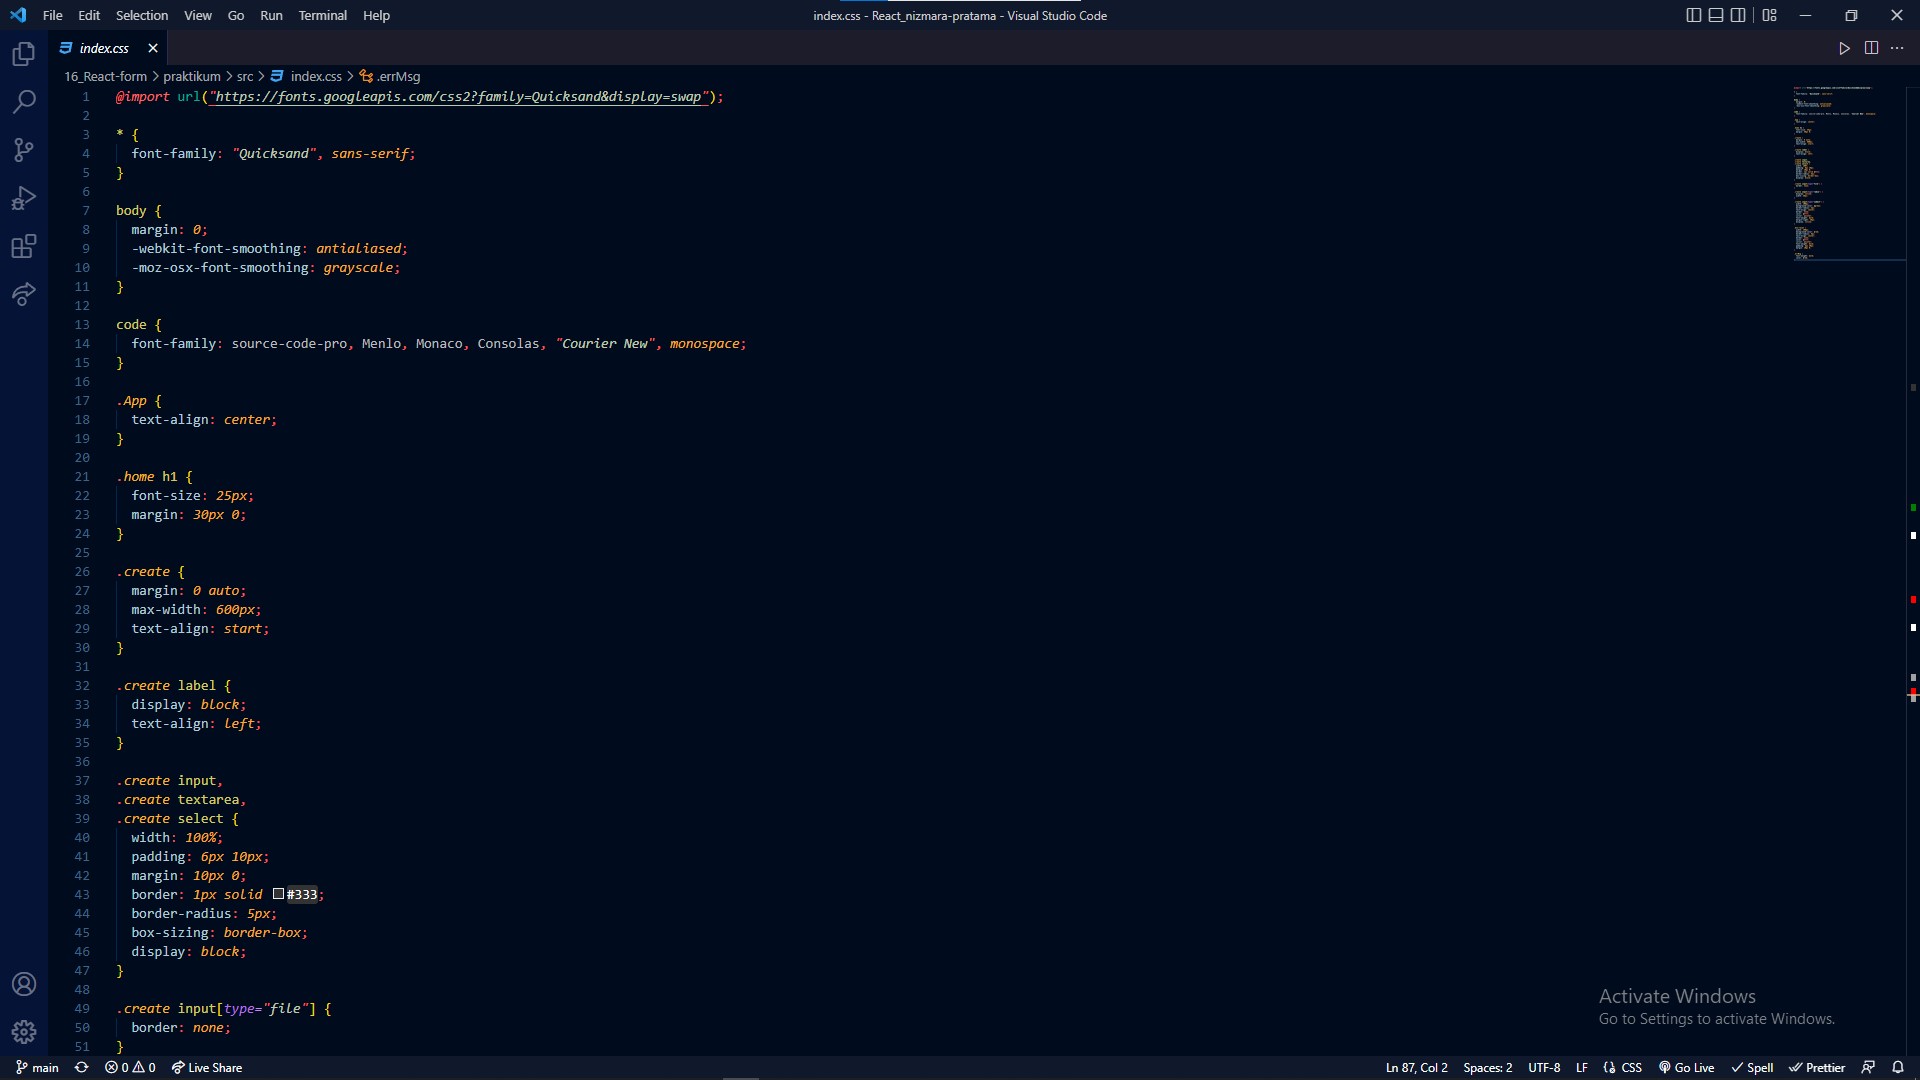 File Edit Selection View Go Run Terminal Help
index.css - React_nizmara-pratama - Visual Studio Code
index.css
16_React-form > praktikum > src > index.css > .errMsg
1 @import url("https://fonts.googleapis.com/css2?family=Quicksand&display=swap");
2
3 * {
4 font-family: "Quicksand", sans-serif;
5 }
6
7 body {
8 margin: 0;
9 -webkit-font-smoothing: antialiased;
10 -moz-osx-font-smoothing: grayscale;
11 }
12
13 code {
14 font-family: source-code-pro, Menlo, Monaco, Consolas, "Courier New", monospace;
15 }
16
17 .App {
18 text-align: center;
19 }
20
21 .home h1 {
22 font-size: 25px;
23 margin: 30px 0;
24 }
25
26 .create {
27 margin: 0 auto;
28 max-width: 600px;
29 text-align: start;
30 }
31
32 .create label {
33 display: block;
34 text-align: left;
35 }
36
37 .create input,
38 .create textarea,
39 .create select {
40 width: 100%;
41 padding: 6px 10px;
42 margin: 10px 0;
43 border: 1px solid #333;
44 border-radius: 5px;
45 box-sizing: border-box;
46 display: block;
47 }
48
49 .create input[type="file"] {
50 border: none;
51 }
Activate Windows
Go to Settings to activate Windows.
main 0 0 Live Share Ln 87, Col 2 Spaces: 2 UTF-8 LF CSS Go Live Spell Prettier